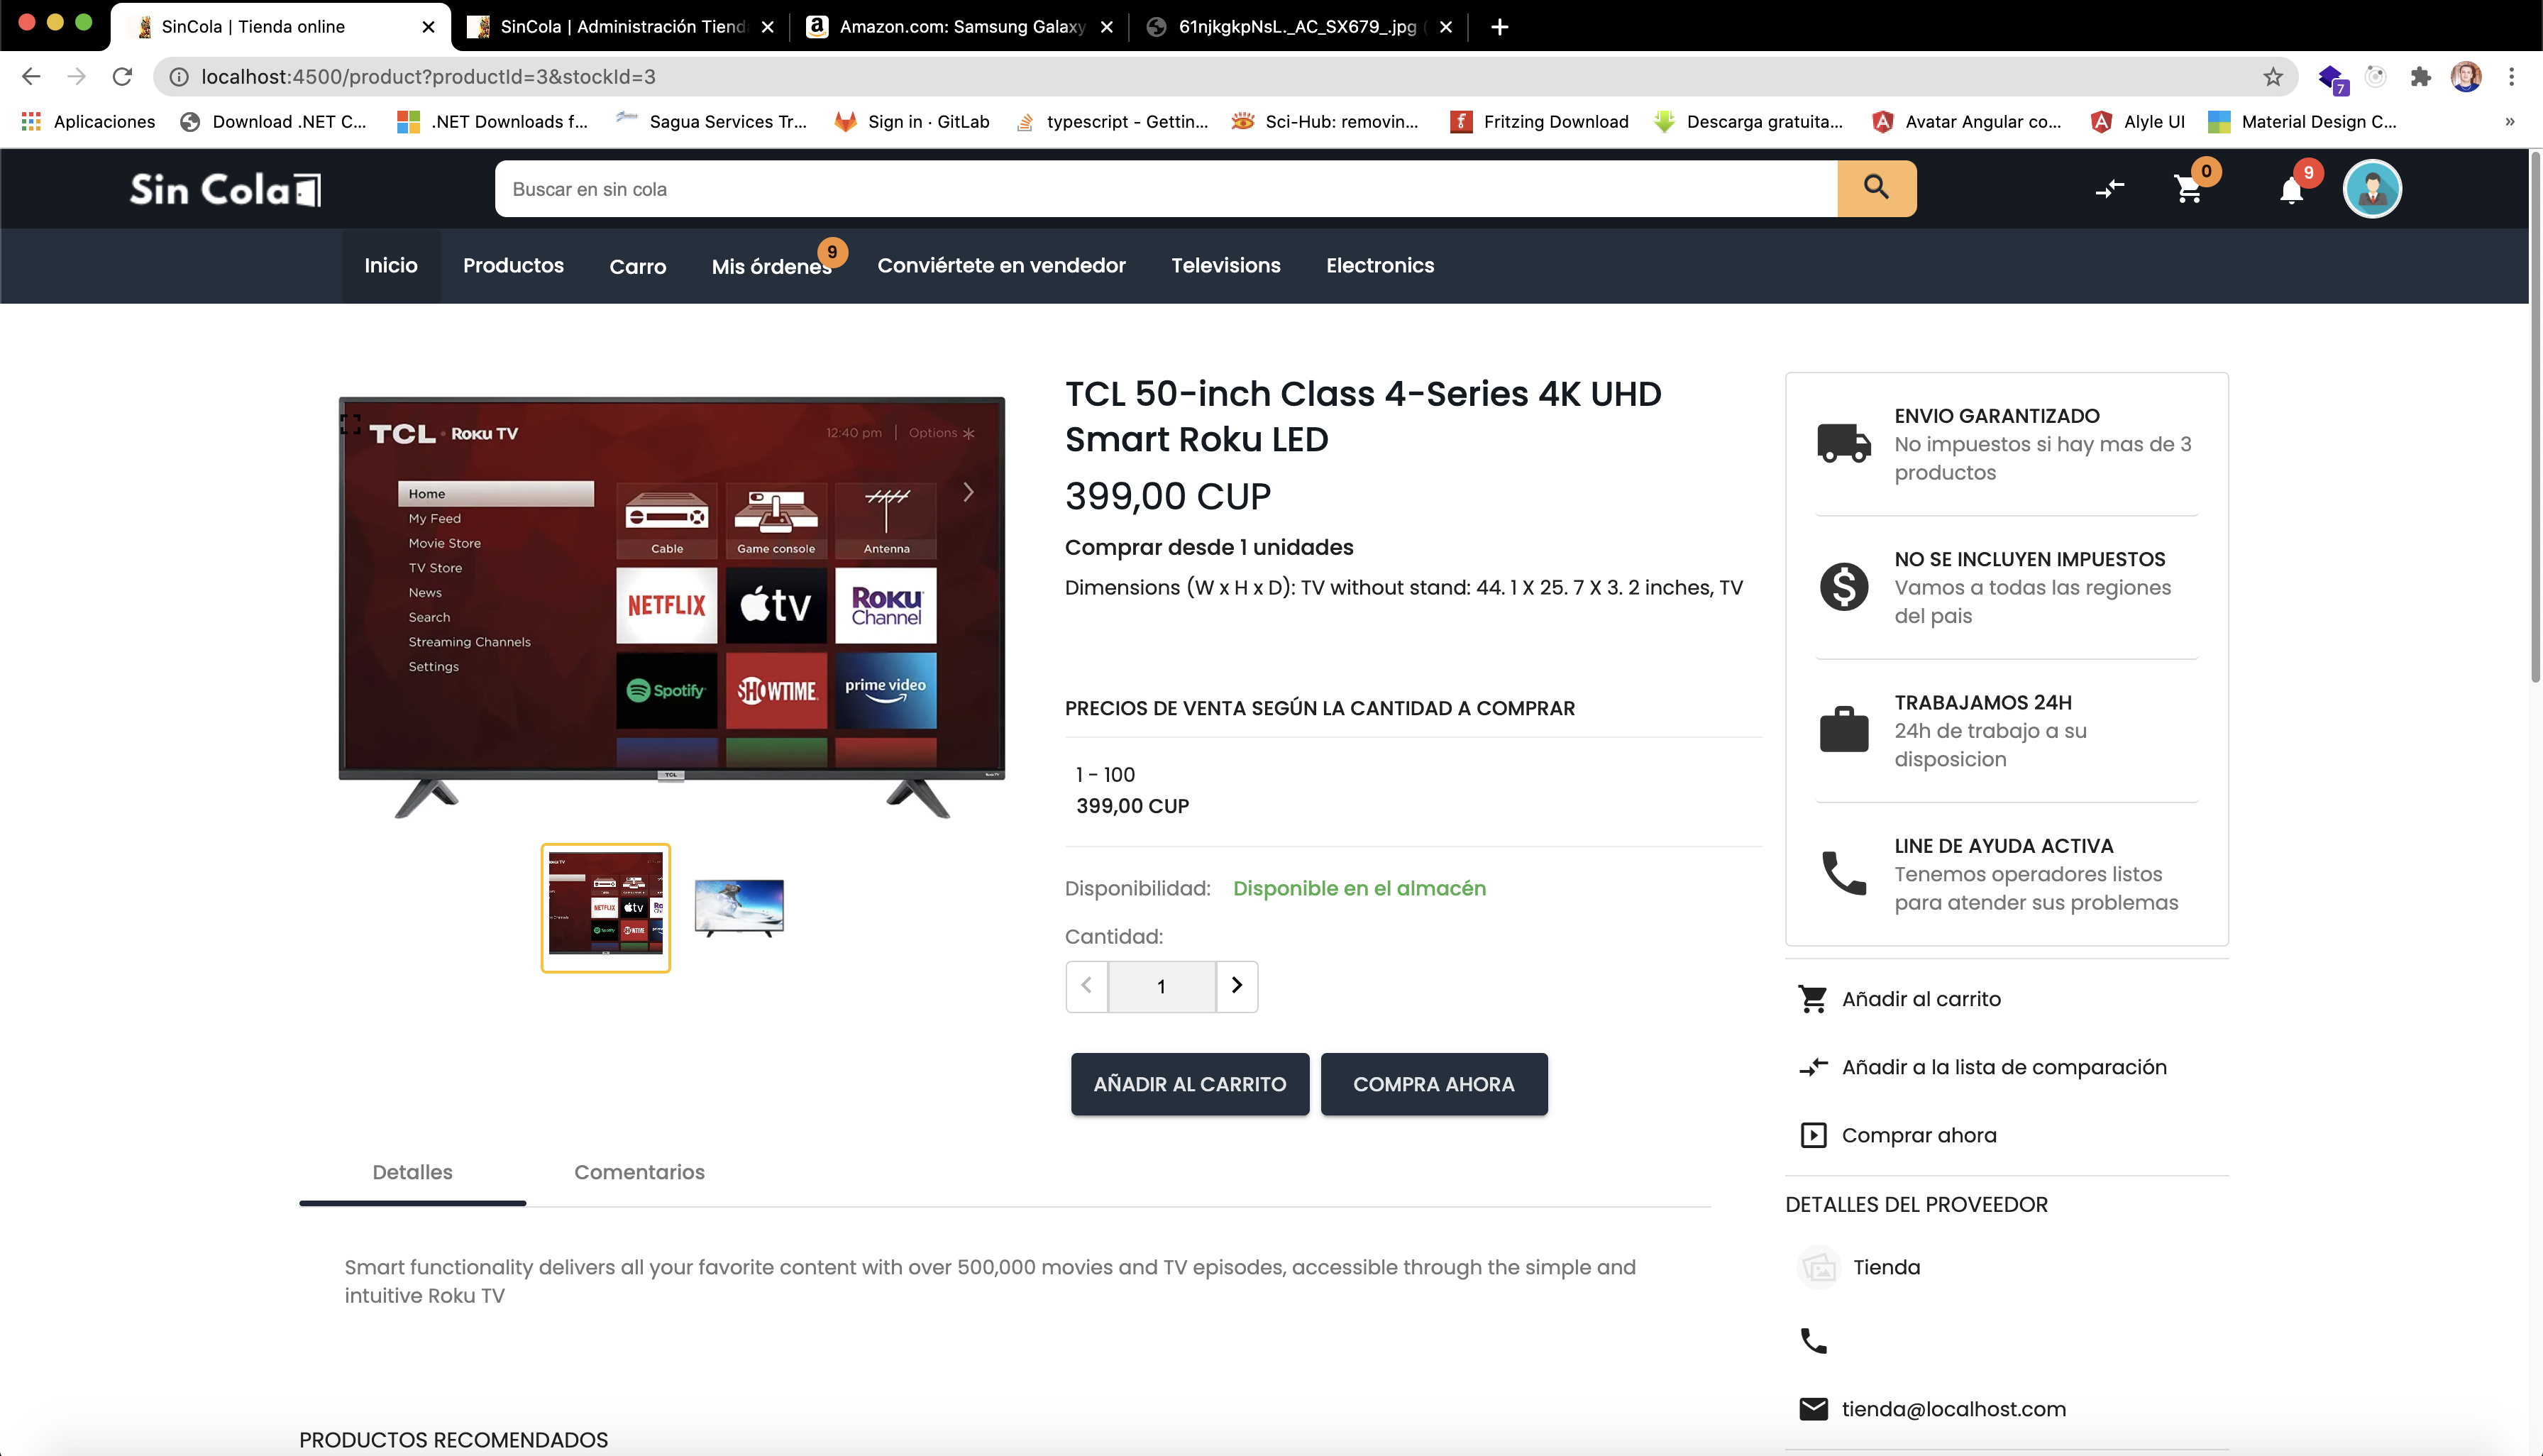 SinCola | Tienda online
SinCola | Administración Tiend
Amazon.com: Samsung Galaxy
61njkgkpNsL._AC_SX679_.jpg
localhost:4500/product?productId=3&stockId=3
7
Aplicaciones
Download .NET C...
.NET Downloads f...
Sagua Services Tr...
Sign in · GitLab
typescript - Gettin...
Sci-Hub: removin...
Fritzing Download
Descarga gratuita...
Avatar Angular co...
Alyle UI
Material Design C...
»
Sin Cola
Buscar en sin cola
0
9
Inicio
Productos
Carro
Mis órdenes
9
Conviértete en vendedor
Televisions
Electronics
TCL · Roku TV
12:40 pm | Options
Home
My Feed
Movie Store
TV Store
News
Search
Streaming Channels
Settings
Cable
Game console
Antenna
NETFLIX
tv
Roku Channel
Spotify
SHOWTIME
prime video
TCL
TCL 50-inch Class 4-Series 4K UHD
Smart Roku LED
399,00 CUP
Comprar desde 1 unidades
Dimensions (W x H x D): TV without stand: 44. 1 X 25. 7 X 3. 2 inches, TV
PRECIOS DE VENTA SEGÚN LA CANTIDAD A COMPRAR
1 - 100
399,00 CUP
Disponibilidad: Disponible en el almacén
Cantidad:
1
AÑADIR AL CARRITO
COMPRA AHORA
ENVIO GARANTIZADO
No impuestos si hay mas de 3
productos
NO SE INCLUYEN IMPUESTOS
Vamos a todas las regiones
del pais
TRABAJAMOS 24H
24h de trabajo a su
disposicion
LINE DE AYUDA ACTIVA
Tenemos operadores listos
para atender sus problemas
Añadir al carrito
Añadir a la lista de comparación
Comprar ahora
DETALLES DEL PROVEEDOR
Tienda
tienda@localhost.com
Detalles
Comentarios
Smart functionality delivers all your favorite content with over 500,000 movies and TV episodes, accessible through the simple and
intuitive Roku TV
PRODUCTOS RECOMENDADOS